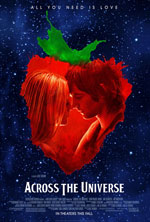 ALL YOU NEED IS LOVE
ACROSS THE UNIVERSE
IN THEATERS THIS FALL